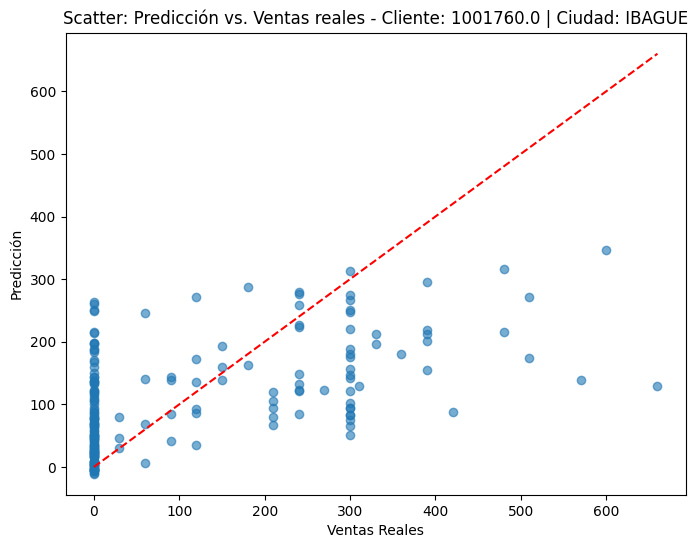 Scatter: Predicción vs. Ventas reales - Cliente: 1001760.0 | Ciudad: IBAGUE
600
500
400
300
200
100
0
Predicción
0 100 200 300 400 500 600
Ventas Reales